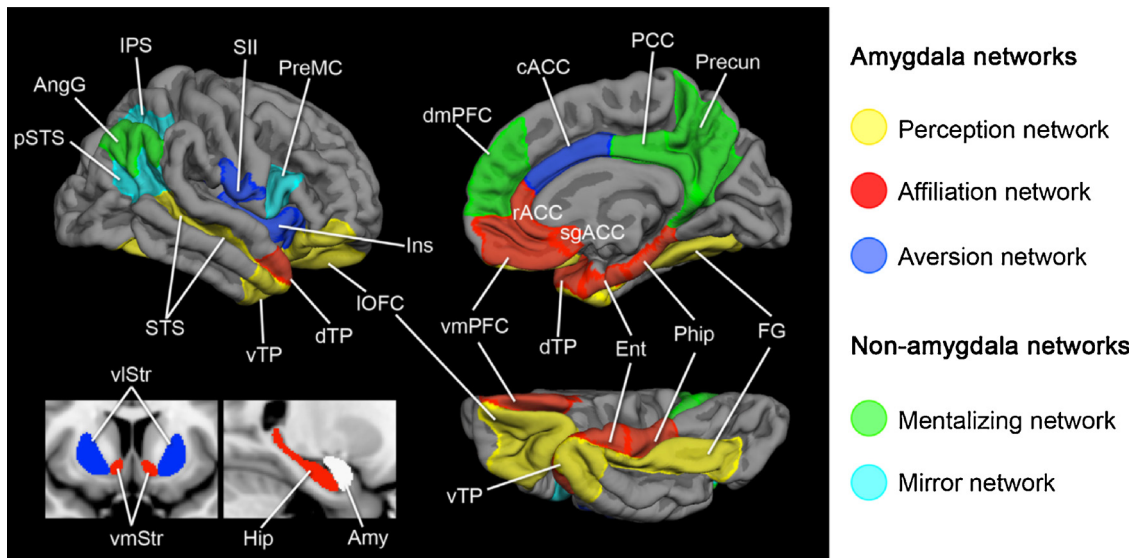 IPS
SII
PreMC
AngG
pSTS
Ins
STS
vTP
dTP
lOFC
PCC
cACC
Precun
dmPFC
rACC
sgACC
vmPFC
dTP
Ent
Phip
FG
vTP
vlStr
vmStr
Hip
Amy
Amygdala networks
Perception network
Affiliation network
Aversion network
Non-amygdala networks
Mentalizing network
Mirror network